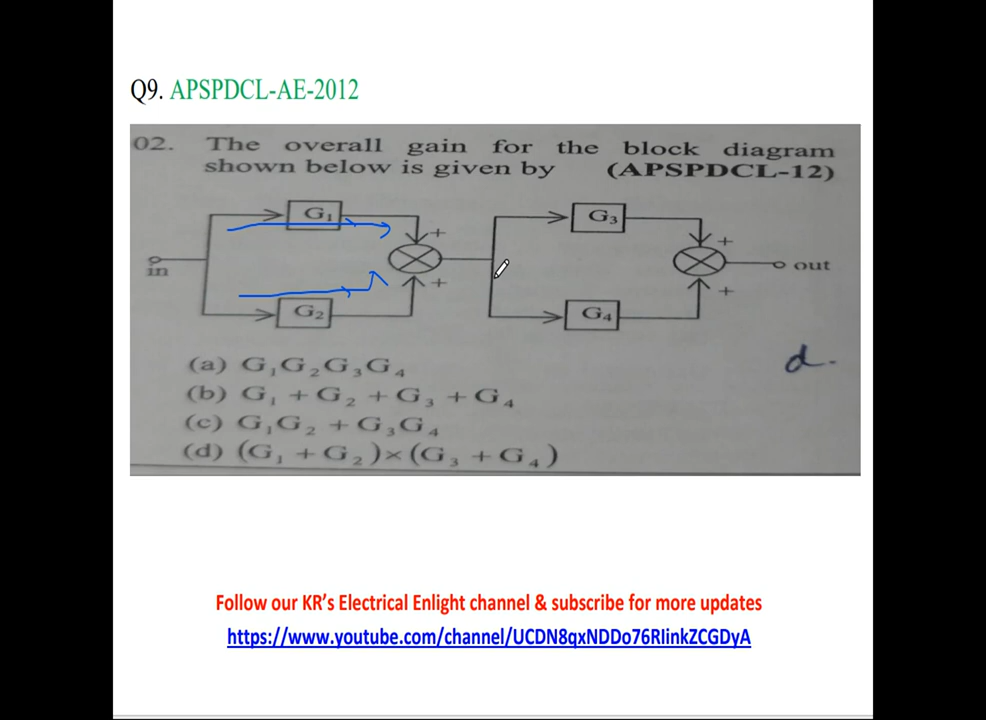 Q9. APSPDCL-AE-2012
02. The overall gain for the block diagram
shown below is given by (APSPDCL-12)
G₁
G₃
+
+
in
out
+
+
G₂
G₄
d.
(a) G₁G₂G₃G₄
(b) G₁ + G₂ + G₃ + G₄
(c) G₁G₂ + G₃G₄
(d) (G₁ + G₂)×(G₃ + G₄)
Follow our KR’s Electrical Enlight channel & subscribe for more updates
https://www.youtube.com/channel/UCDN8qxNDDo76RIinkZCGDyA